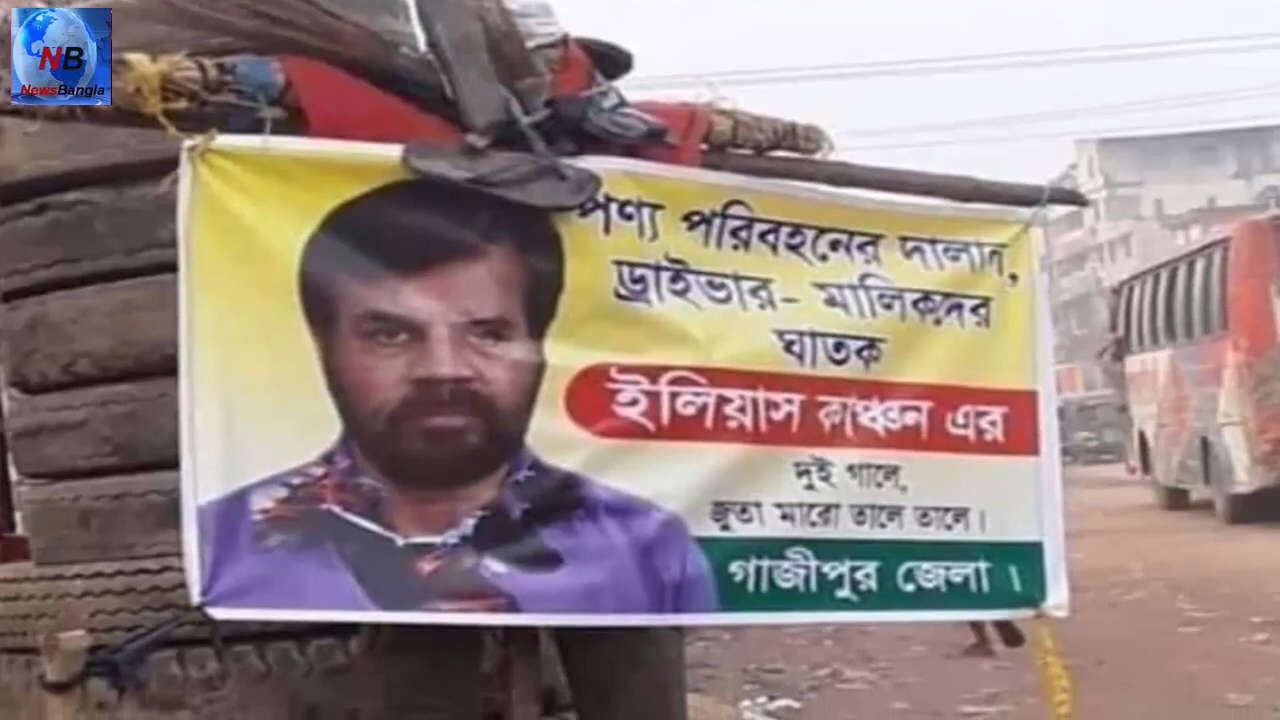 NB
NewsBangla
পণ্য পরিবহনের দালাল,
ড্রাইভার- মালিকদের
ঘাতক
ইলিয়াস কাঞ্চন এর
দুই গালে,
জুতা মারো তালে তালে।
গাজীপুর জেলা।